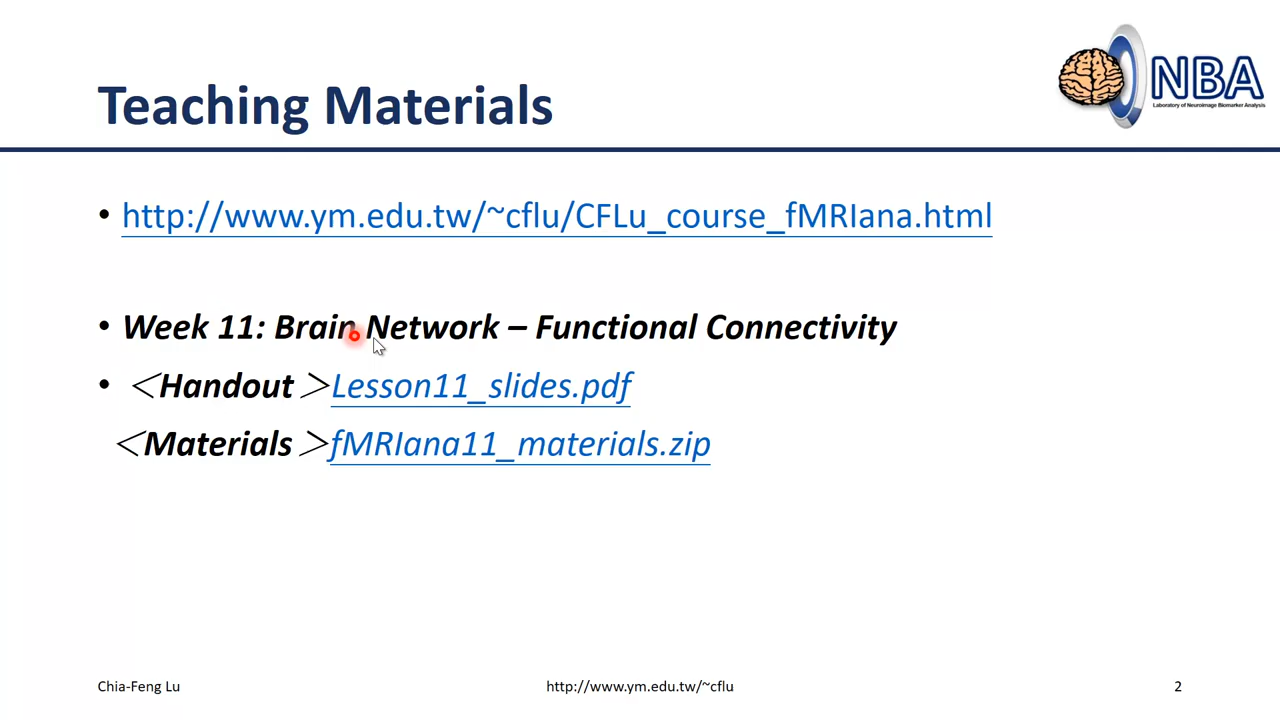 NBA
Laboratory of Neuroimage Biomarker Analysis
Teaching Materials
• http://www.ym.edu.tw/~cflu/CFLu_course_fMRIana.html
• Week 11: Brain Network – Functional Connectivity
• <Handout >Lesson11_slides.pdf
<Materials >fMRIana11_materials.zip
Chia-Feng Lu
http://www.ym.edu.tw/~cflu
2